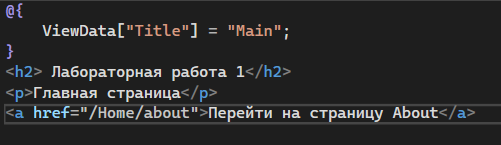 @{
    ViewData["Title"] = "Main";
}
<h2> Лабораторная работа 1</h2>
<p>Главная страница</p>
<a href="/Home/about">Перейти на страницу About</a>